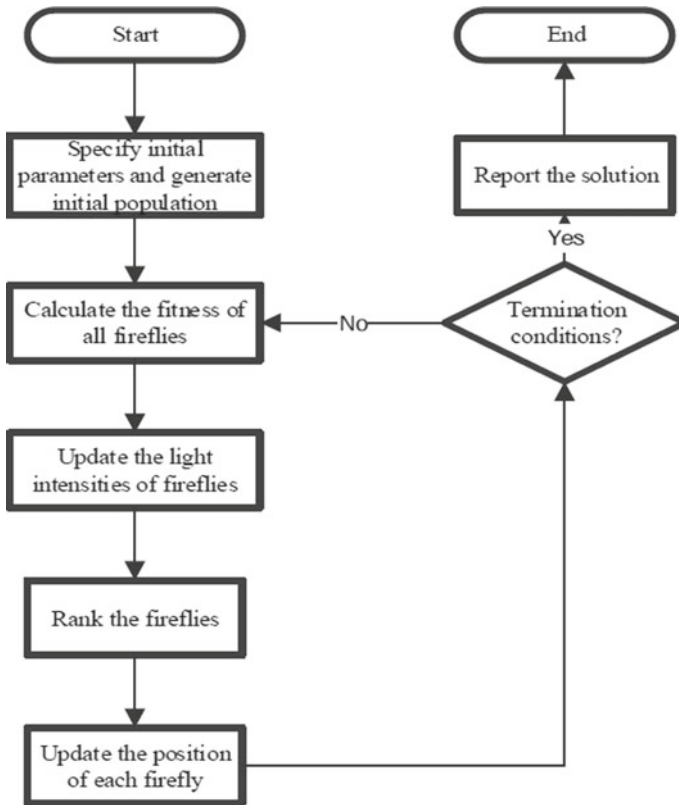 Start
Specify initial
parameters and generate
initial population
Calculate the fitness of
all fireflies
Update the light
intensities of fireflies
Rank the fireflies
Update the position
of each firefly
Termination
conditions?
No
Yes
Report the solution
End